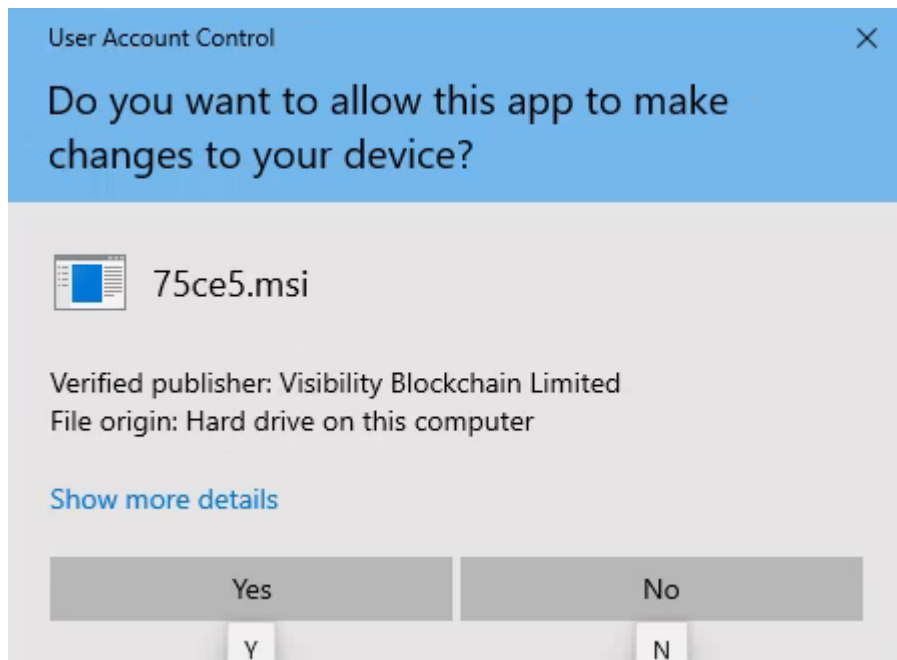 User Account Control
Do you want to allow this app to make
changes to your device?
75ce5.msi
Verified publisher: Visibility Blockchain Limited
File origin: Hard drive on this computer
Show more details
Yes No
Y N